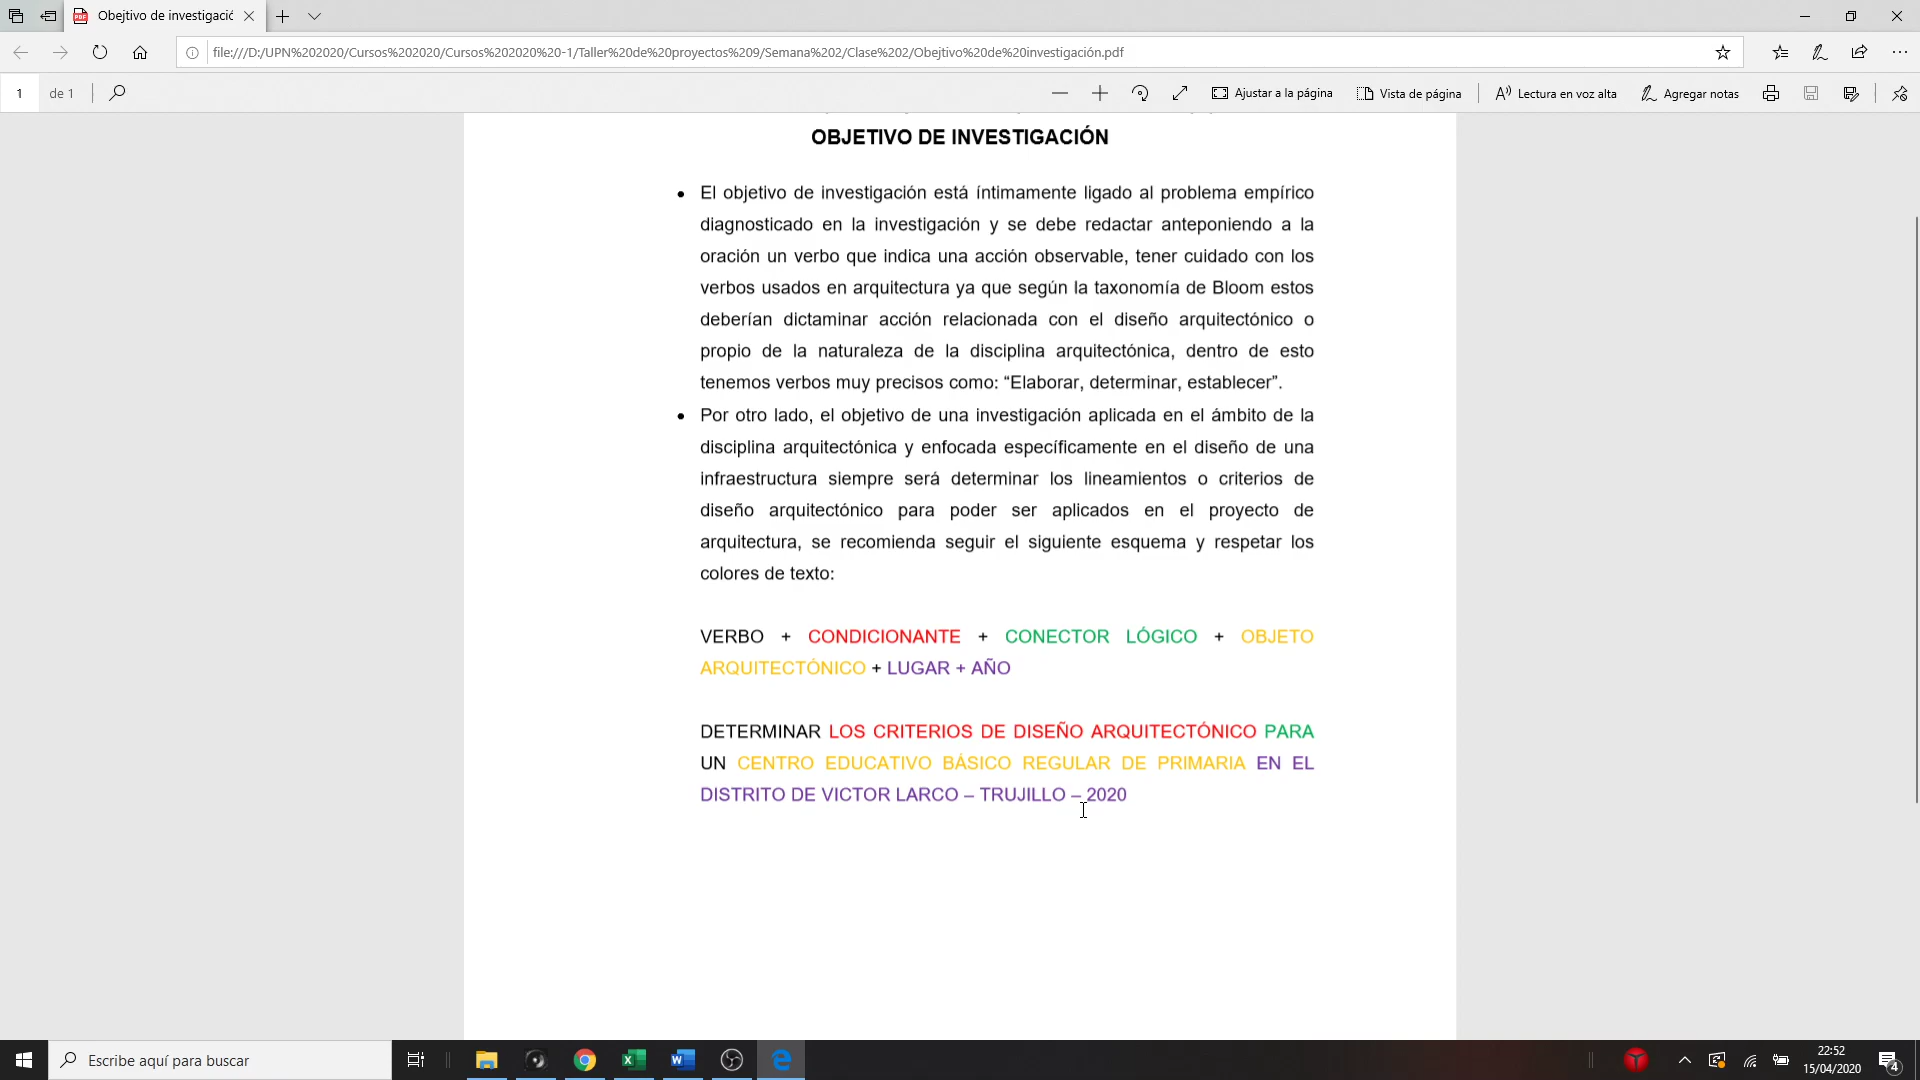 Obejtivo de investigació
file:///D:/UPN%202020/Cursos%202020/Cursos%202020%20-1/Taller%20de%20proyectos%209/Semana%202/Clase%202/Obejtivo%20de%20investigación.pdf
1 de 1 Ajustar a la página Vista de página Lectura en voz alta Agregar notas
OBJETIVO DE INVESTIGACIÓN
• El objetivo de investigación está íntimamente ligado al problema empírico
diagnosticado en la investigación y se debe redactar anteponiendo a la
oración un verbo que indica una acción observable, tener cuidado con los
verbos usados en arquitectura ya que según la taxonomía de Bloom estos
deberían dictaminar acción relacionada con el diseño arquitectónico o
propio de la naturaleza de la disciplina arquitectónica, dentro de esto
tenemos verbos muy precisos como: “Elaborar, determinar, establecer”.
• Por otro lado, el objetivo de una investigación aplicada en el ámbito de la
disciplina arquitectónica y enfocada específicamente en el diseño de una
infraestructura siempre será determinar los lineamientos o criterios de
diseño arquitectónico para poder ser aplicados en el proyecto de
arquitectura, se recomienda seguir el siguiente esquema y respetar los
colores de texto:
VERBO + CONDICIONANTE + CONECTOR LÓGICO + OBJETO
ARQUITECTÓNICO + LUGAR + AÑO
DETERMINAR LOS CRITERIOS DE DISEÑO ARQUITECTÓNICO PARA
UN CENTRO EDUCATIVO BÁSICO REGULAR DE PRIMARIA EN EL
DISTRITO DE VICTOR LARCO – TRUJILLO – 2020
Escribe aquí para buscar
22:52
15/04/2020
4